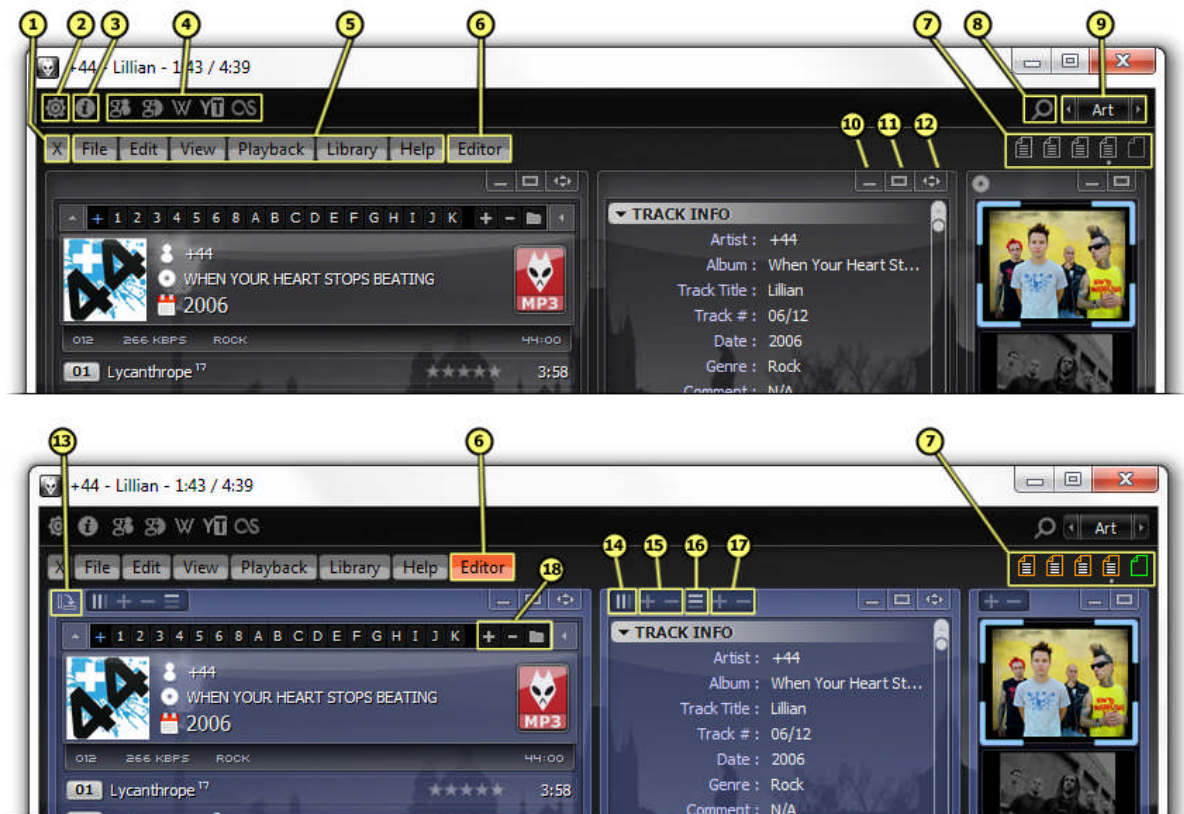 1 2 3 4 5 6 7 8 9
+44 - Lillian - 1:43 / 4:39
W YT
Art
10 11 12
X File Edit View Playback Library Help Editor
+ 1 2 3 4 5 6 8 A B C D E F G H I J K + -
TRACK INFO
+44
Artist : +44
WHEN YOUR HEART STOPS BEATING
Album : When Your Heart St...
2006
MP3
Track Title : Lillian
Track # : 06/12
012 266 KBPS ROCK 44:00
Date : 2006
01 Lycanthrope 17 ★★★★★ 3:58
Genre : Rock
Comment : N/A
13 6 7
+44 - Lillian - 1:43 / 4:39
W YT
Art
14 15 16 17
X File Edit View Playback Library Help Editor
18
+ 1 2 3 4 5 6 8 A B C D E F G H I J K + -
TRACK INFO
+44
Artist : +44
WHEN YOUR HEART STOPS BEATING
Album : When Your Heart St...
2006
MP3
Track Title : Lillian
Track # : 06/12
012 266 KBPS ROCK 44:00
Date : 2006
01 Lycanthrope 17 ★★★★★ 3:58
Genre : Rock
Comment : N/A